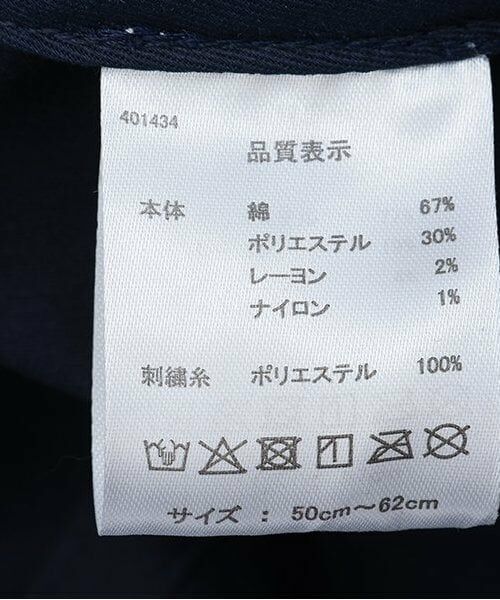 401434
品質表示
本体 綿 67%
ポリエステル 30%
レーヨン 2%
ナイロン 1%
刺繍糸 ポリエステル 100%
サイズ : 50cm〜62cm